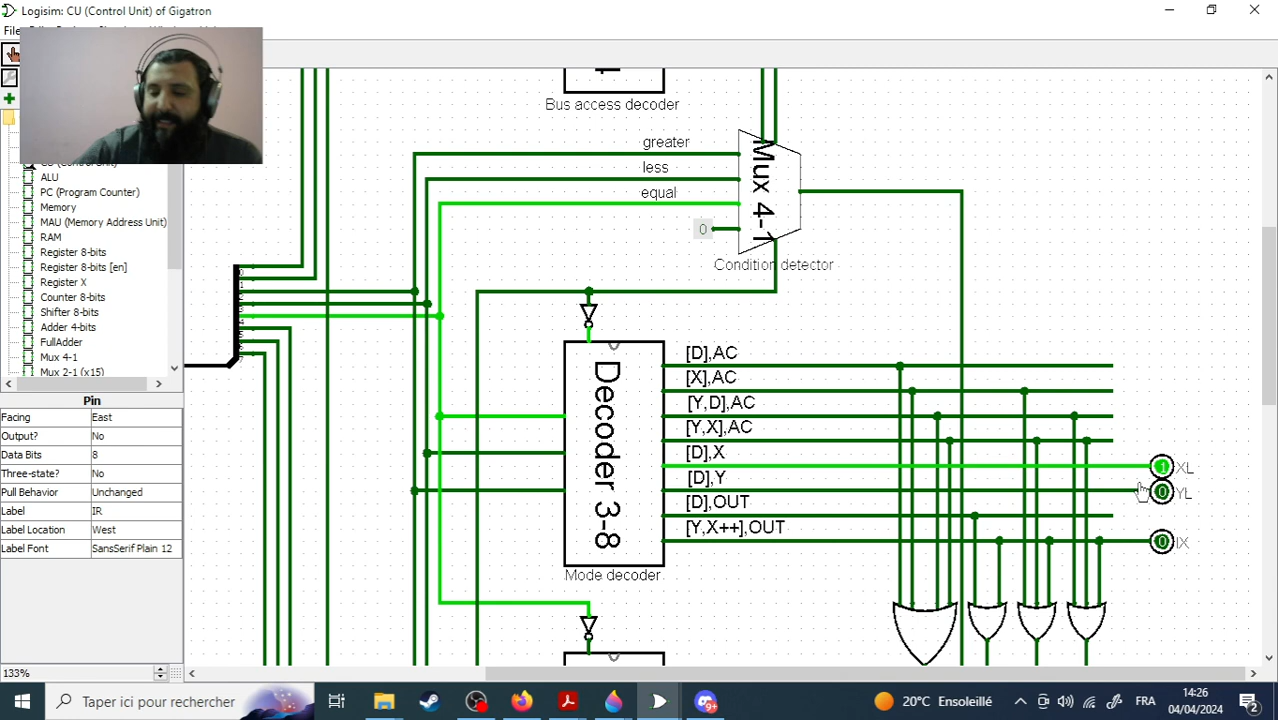 Logisim: CU (Control Unit) of Gigatron
ALU
PC (Program Counter)
Memory
MAU (Memory Address Unit)
RAM
Register 8-bits
Register 8-bits [en]
Register X
Counter 8-bits
Shifter 8-bits
Adder 4-bits
FullAdder
Mux 4-1
Mux 2-1 (x15)
Pin
Facing East
Output? No
Data Bits 8
Three-state? No
Pull Behavior Unchanged
Label IR
Label Location West
Label Font SansSerif Plain 12
133%
Bus access decoder
greater
less
equal
0
Mux 4-1
Condition detector
Decoder 3-8
[D],AC
[X],AC
[Y,D],AC
[Y,X],AC
[D],X
[D],Y
[D],OUT
[Y,X++],OUT
1 XL
0 YL
0 IX
Mode decoder
Taper ici pour rechercher
20°C Ensoleillé
FRA
14:26
04/04/2024
2